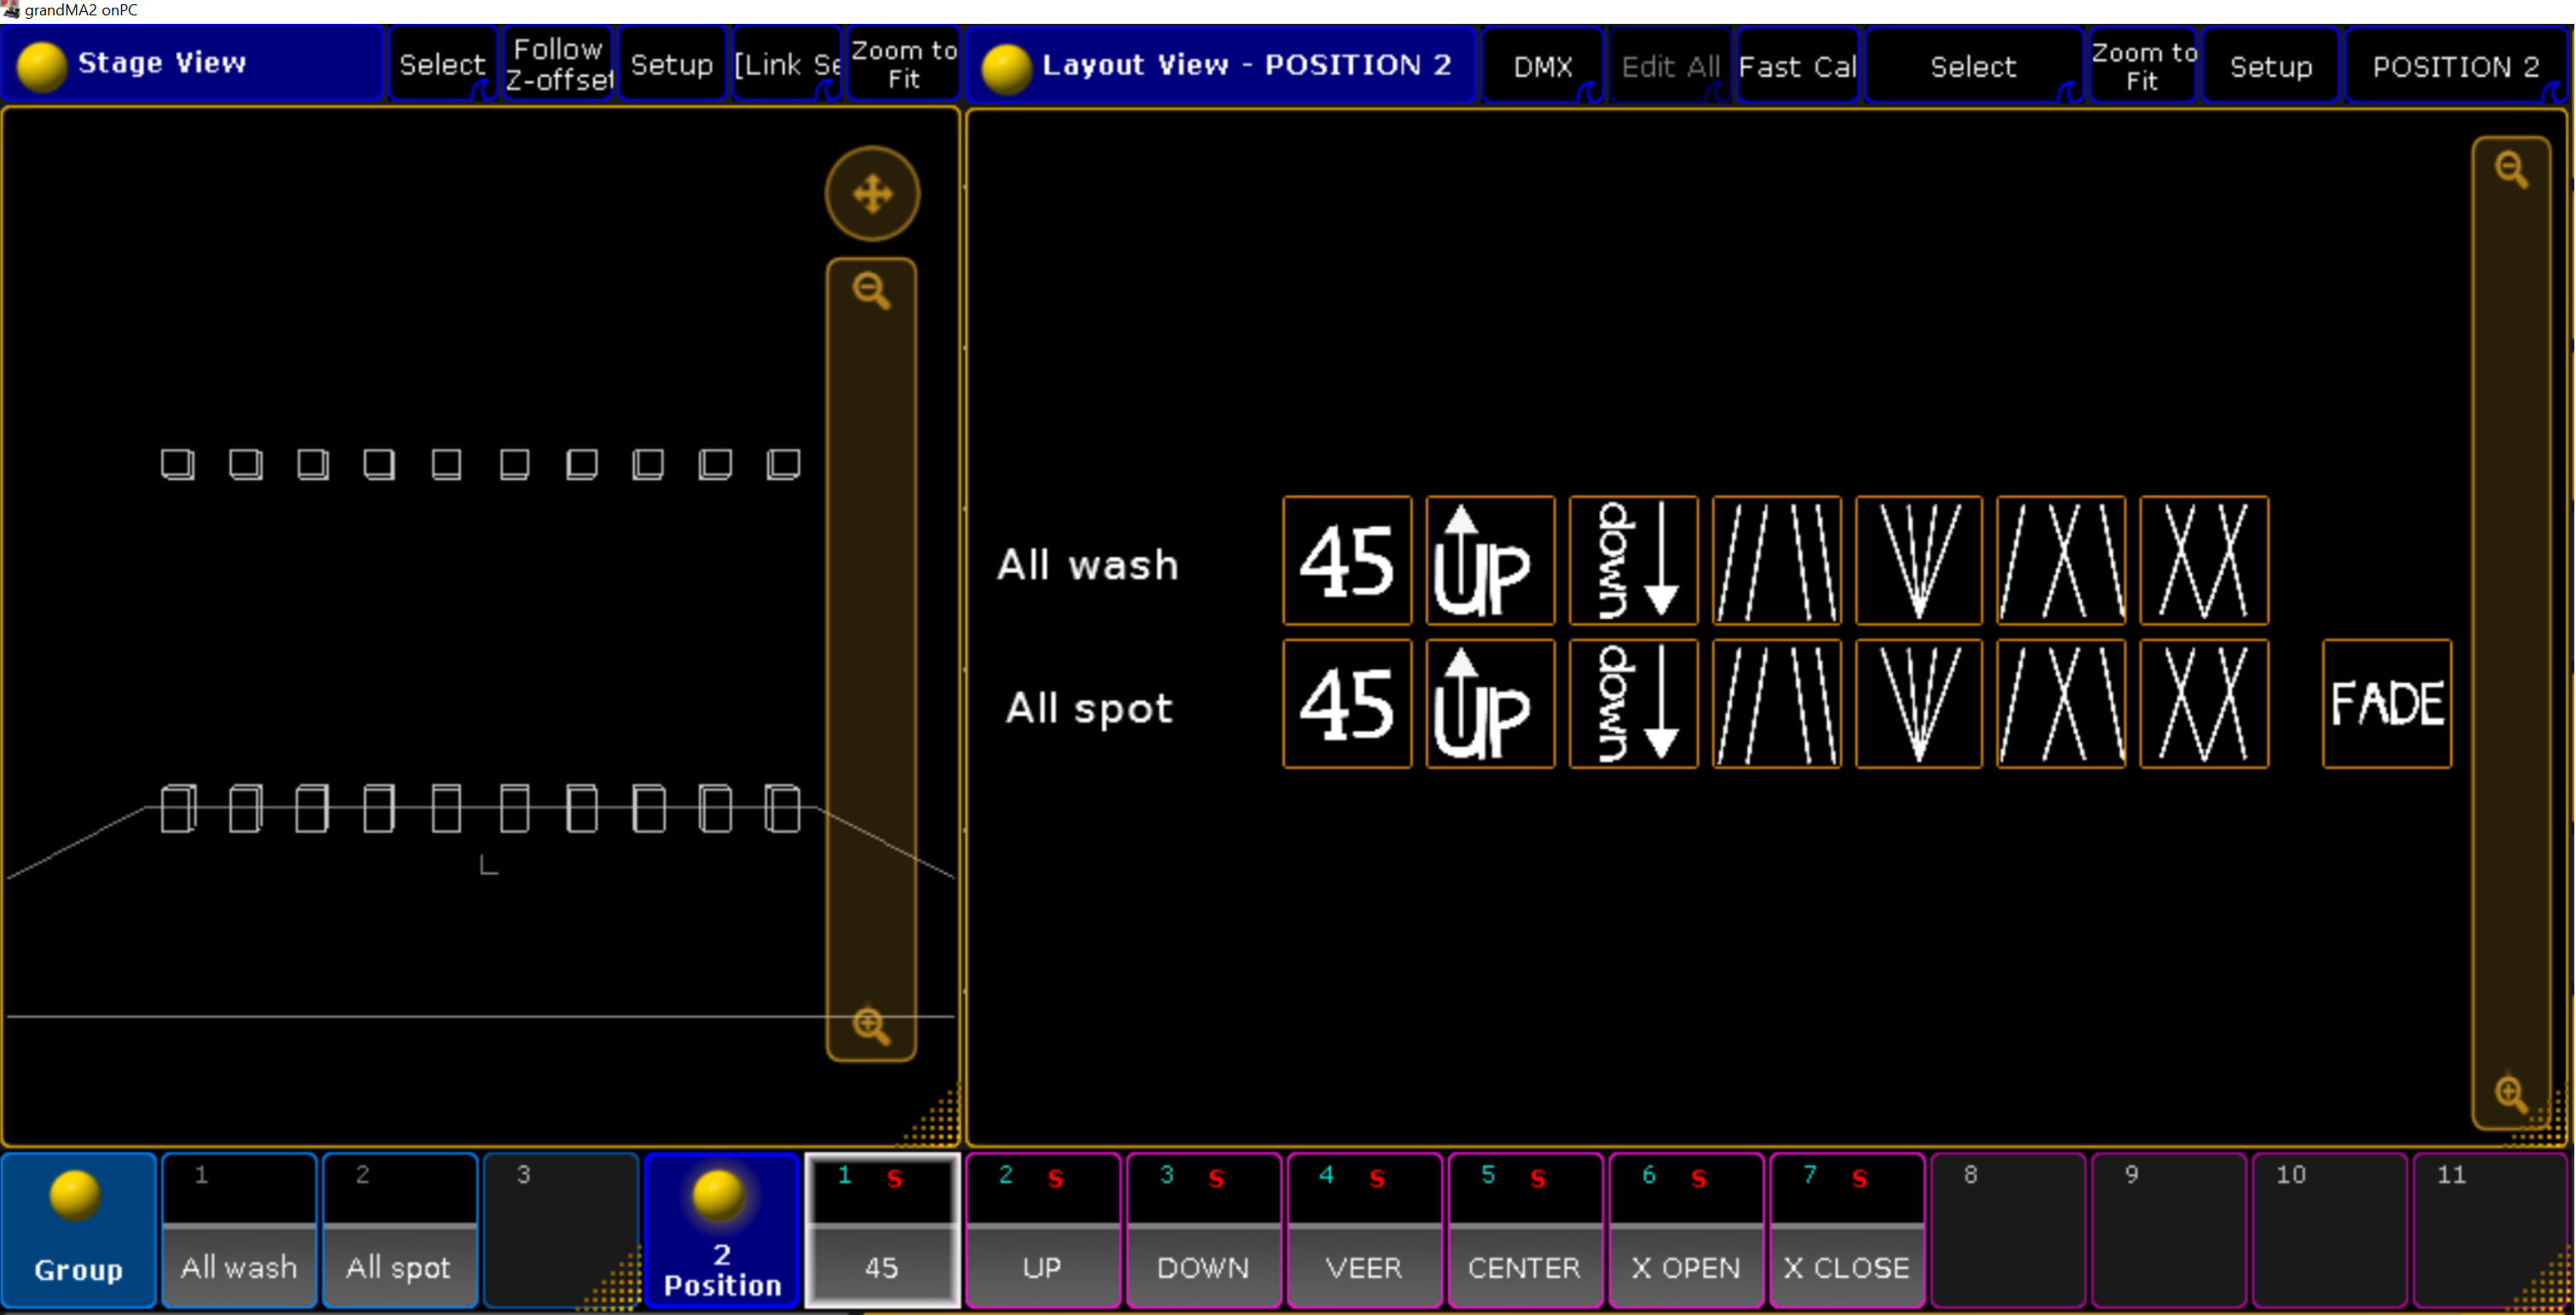 grandMA2 onPC
Stage View
Select
Follow
Z-offset
Setup
[Link Se
Zoom to
Fit
Layout View - POSITION 2
DMX
Edit All
Fast Cal
Select
Zoom to
Fit
Setup
POSITION 2
All wash
45
UP
down
All spot
45
UP
down
FADE
Group
1
All wash
2
All spot
3
2
Position
1 S
45
2 S
UP
3 S
DOWN
4 S
VEER
5 S
CENTER
6 S
X OPEN
7 S
X CLOSE
8
9
10
11